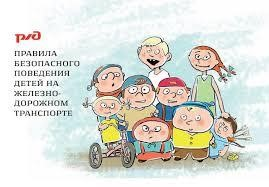 РЖД
ПРАВИЛА
БЕЗОПАСНОГО
ПОВЕДЕНИЯ
ДЕТЕЙ НА
ЖЕЛЕЗНО-
ДОРОЖНОМ
ТРАНСПОРТЕ